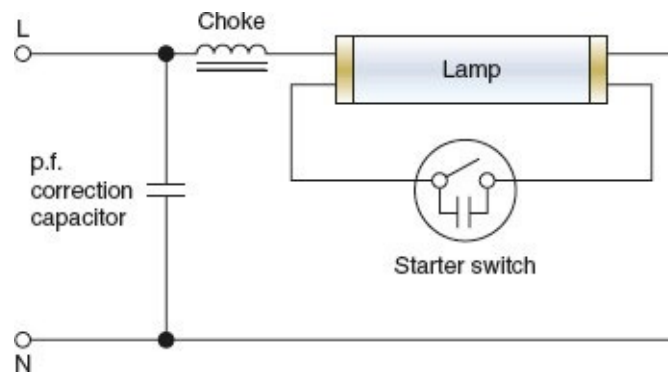 L
Choke
Lamp
p.f.
correction
capacitor
Starter switch
N